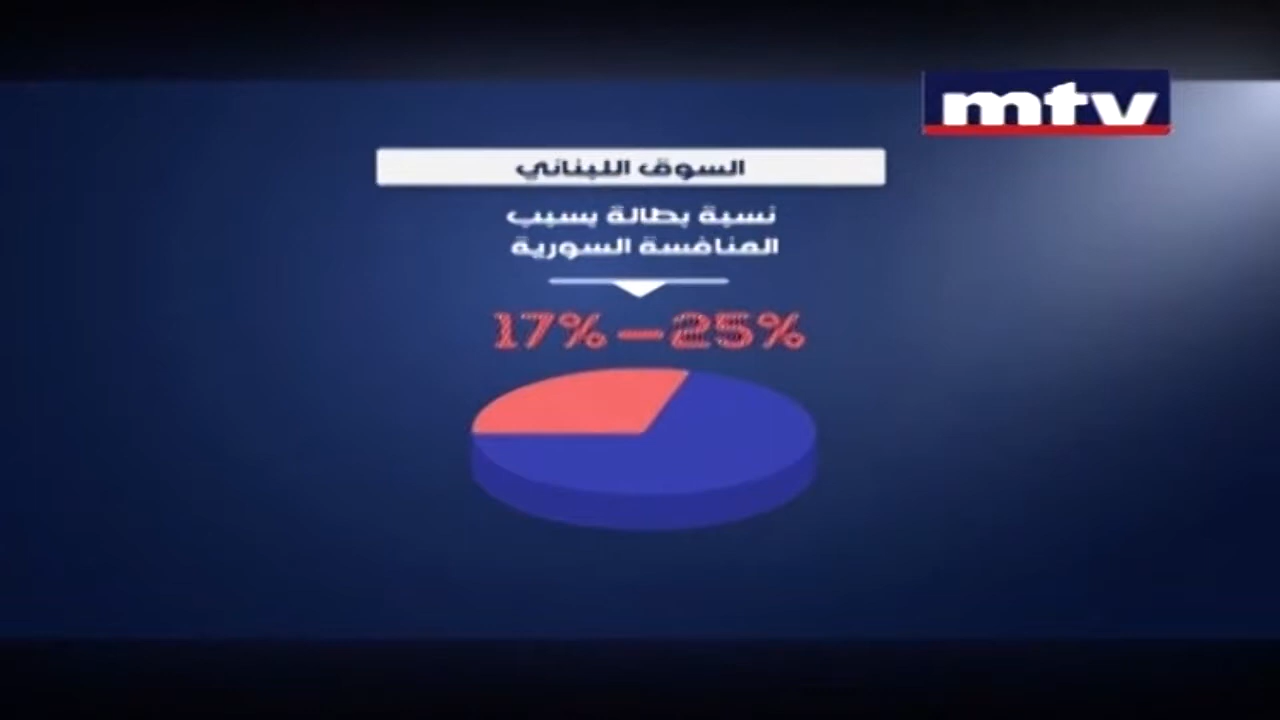 mtv
السوق اللبناني
نسبة بطالة بسبب
المنافسة السورية
17%—25%